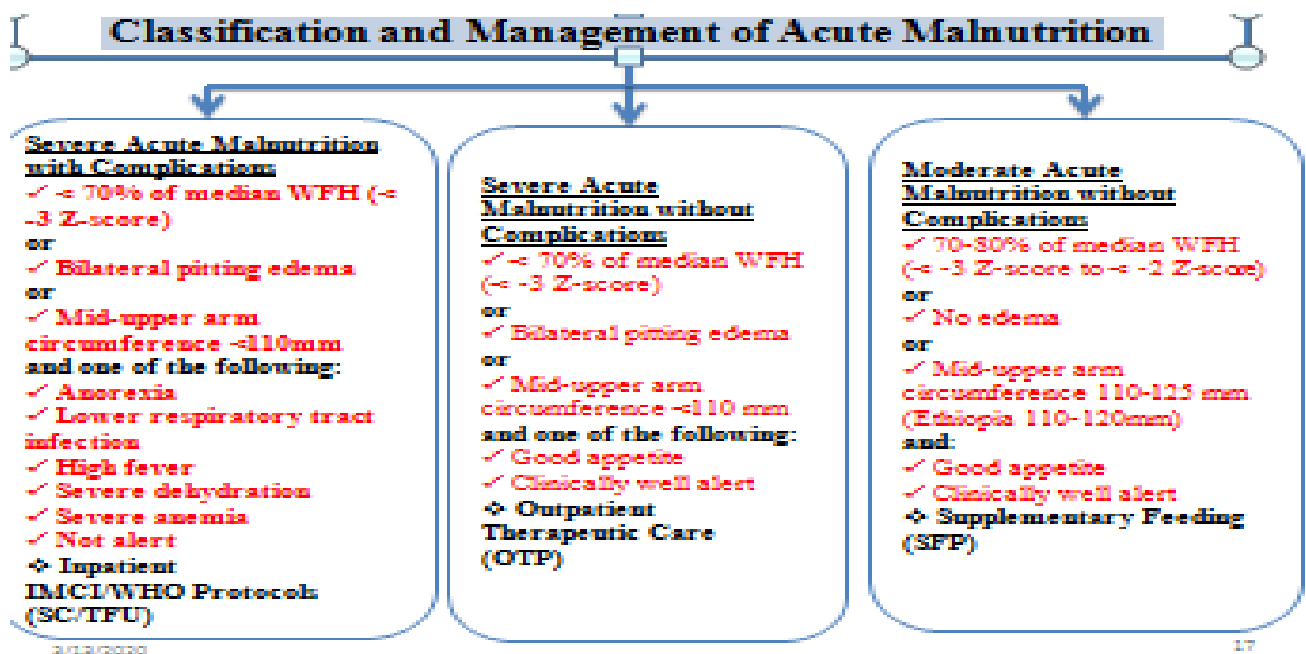 Classification and Management of Acute Malnutrition
Severe Acute Malnutrition
with Complications
✓ < 70% of median WFH (<
-3 Z-score)
or
✓ Bilateral pitting edema
or
✓ Mid-upper arm
circumference <110mm
and one of the following:
✓ Anorexia
✓ Lower respiratory tract
infection
✓ High fever
✓ Severe dehydration
✓ Severe anemia
✓ Not alert
❖ Inpatient
IMCI/WHO Protocols
(SC/TFU)
Severe Acute
Malnutrition without
Complications
✓ < 70% of median WFH
(< -3 Z-score)
or
✓ Bilateral pitting edema
or
✓ Mid-upper arm
circumference <110 mm
and one of the following:
✓ Good appetite
✓ Clinically well alert
❖ Outpatient
Therapeutic Care
(OTP)
Moderate Acute
Malnutrition without
Complications
✓ 70-80% of median WFH
(< -3 Z-score to < -2 Z-score)
or
✓ No edema
or
✓ Mid-upper arm
circumference 110-125 mm
(Ethiopia 110-120mm)
and:
✓ Good appetite
✓ Clinically well alert
❖ Supplementary Feeding
(SFP)
3/13/2020
17